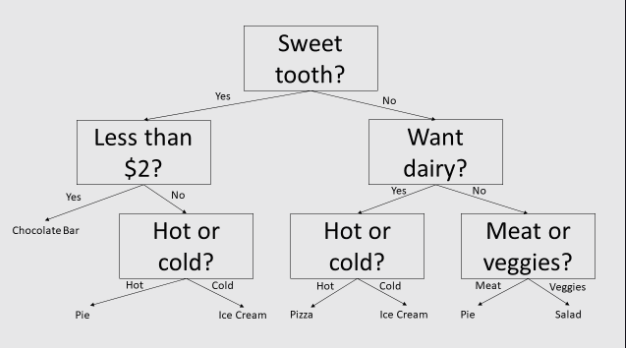 Sweet
tooth?
Yes
No
Less than
$2?
Want
dairy?
Yes
No
Yes
No
Chocolate Bar
Hot or
cold?
Hot or
cold?
Meat or
veggies?
Hot
Cold
Hot
Cold
Meat
Veggies
Pie
Ice Cream
Pizza
Ice Cream
Pie
Salad